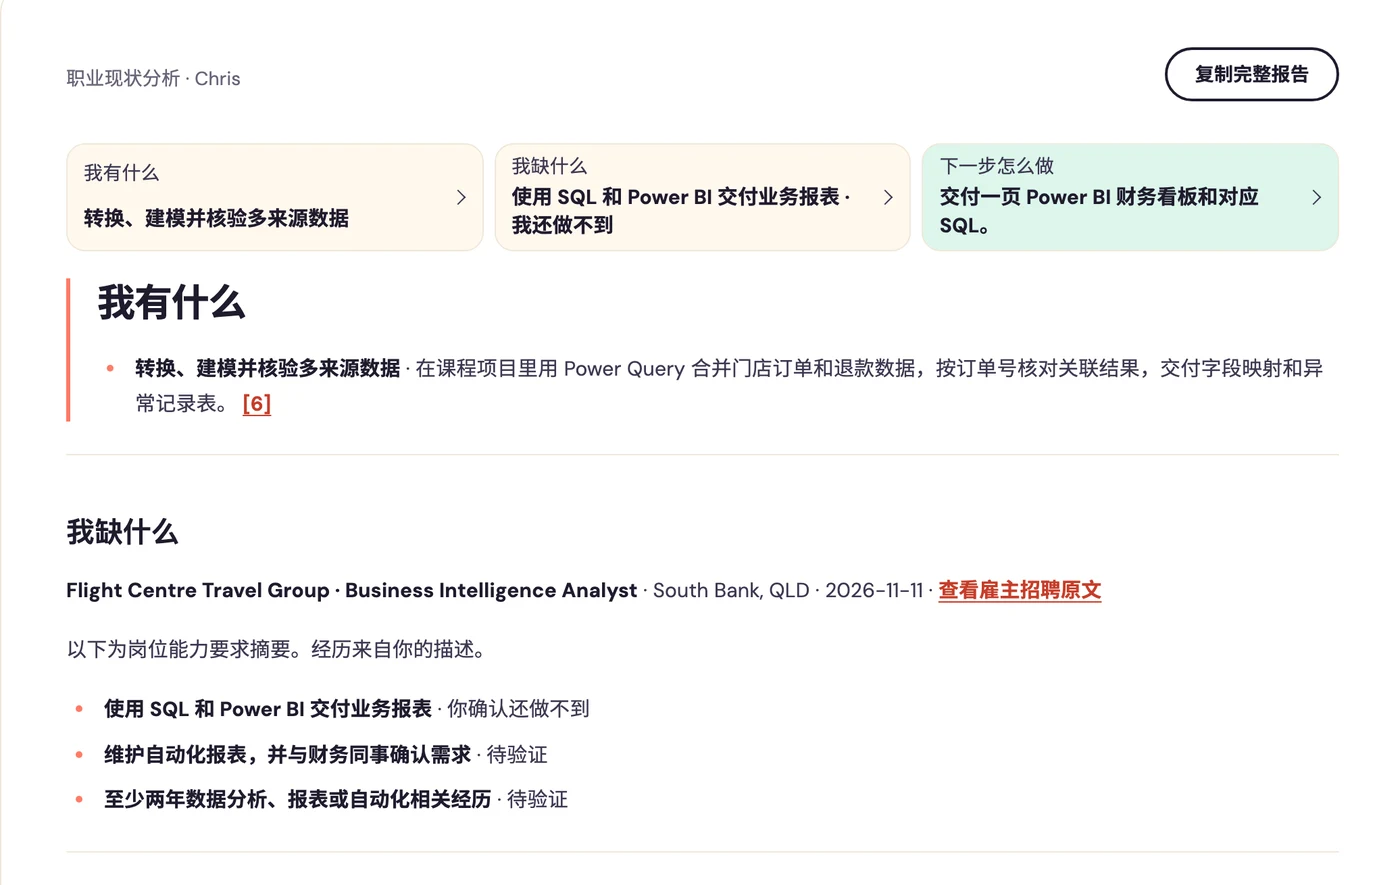 职业现状分析 · Chris
复制完整报告
我有什么
转换、建模并核验多来源数据
我缺什么
使用 SQL 和 Power BI 交付业务报表 ·
我还做不到
下一步怎么做
交付一页 Power BI 财务看板和对应
SQL。
我有什么
转换、建模并核验多来源数据 · 在课程项目里用 Power Query 合并门店订单和退款数据，按订单号核对关联结果，交付字段映射和异
常记录表。 [6]
我缺什么
Flight Centre Travel Group · Business Intelligence Analyst · South Bank, QLD · 2026-11-11 · 查看雇主招聘原文
以下为岗位能力要求摘要。经历来自你的描述。
使用 SQL 和 Power BI 交付业务报表 · 你确认还做不到
维护自动化报表，并与财务同事确认需求 · 待验证
至少两年数据分析、报表或自动化相关经历 · 待验证